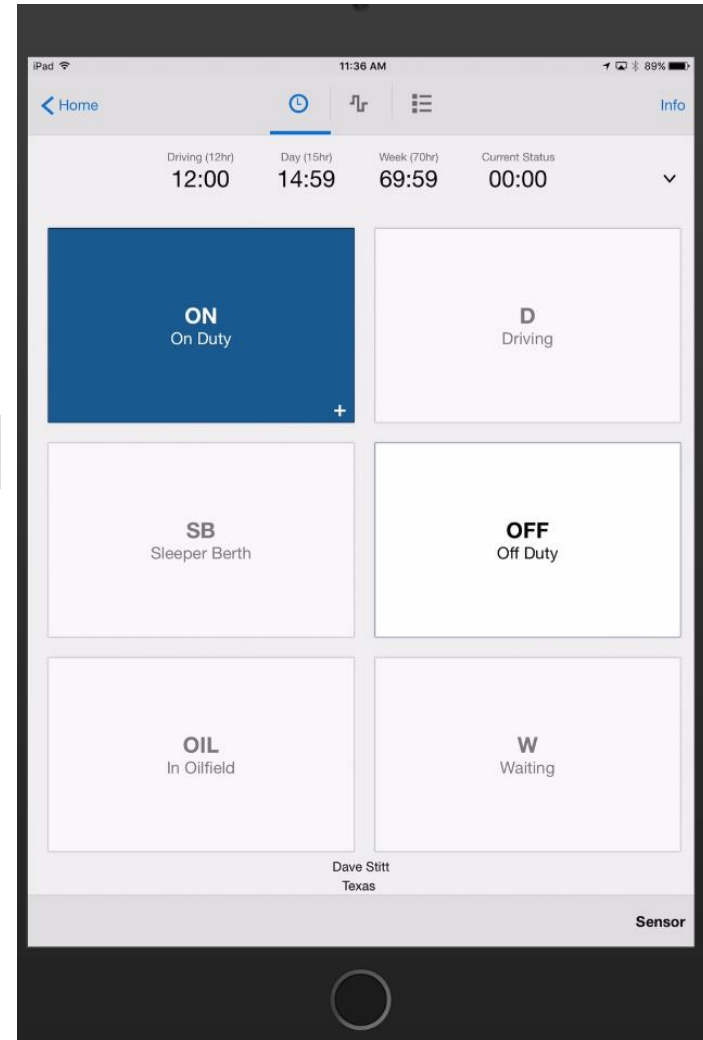 iPad 11:36 AM 89%
Home Info
Driving (12hr) Day (15hr) Week (70hr) Current Status
12:00 14:59 69:59 00:00
ON D
On Duty Driving
+
SB OFF
Sleeper Berth Off Duty
OIL W
In Oilfield Waiting
Dave Stitt
Texas
Sensor